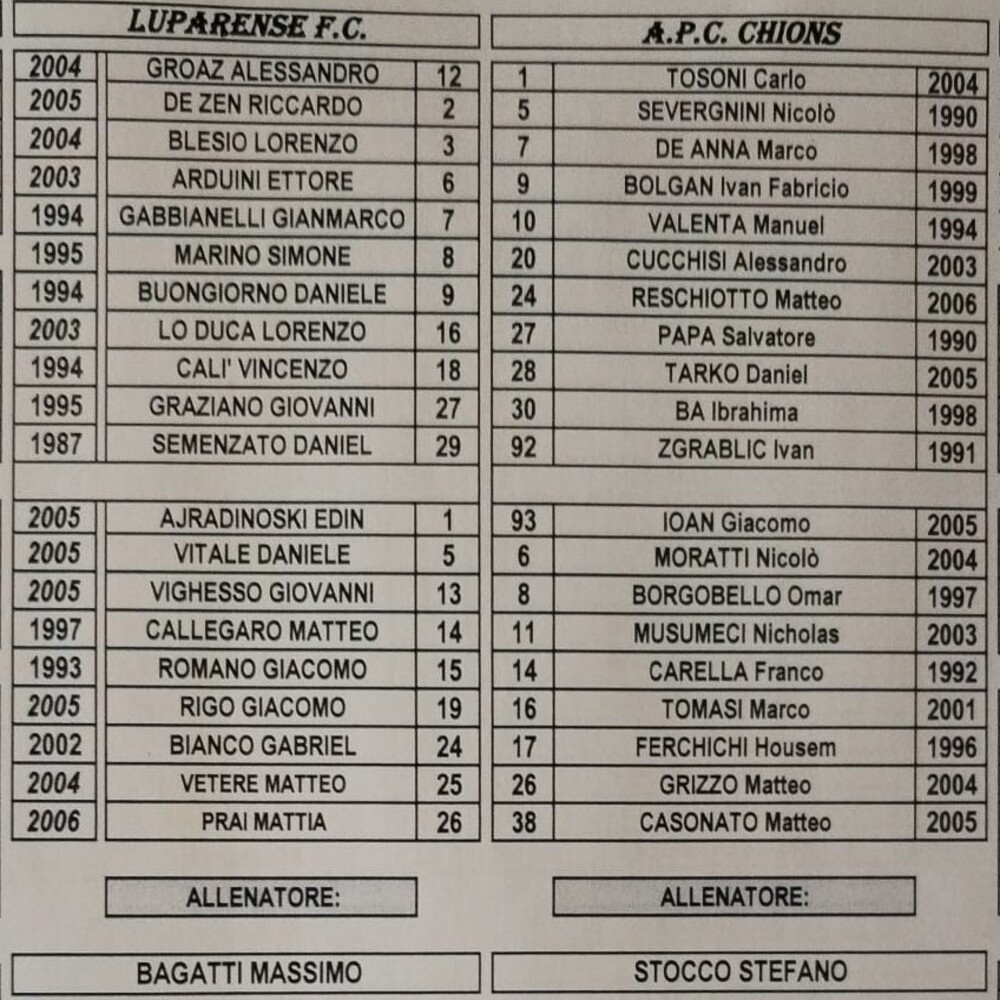 LUPARENSE F.C. A.P.C. CHIONS
2004 GROAZ ALESSANDRO 12 1 TOSONI Carlo 2004
2005 DE ZEN RICCARDO 2 5 SEVERGNINI Nicolò 1990
2004 BLESIO LORENZO 3 7 DE ANNA Marco 1998
2003 ARDUINI ETTORE 6 9 BOLGAN Ivan Fabricio 1999
1994 GABBIANELLI GIANMARCO 7 10 VALENTA Manuel 1994
1995 MARINO SIMONE 8 20 CUCCHISI Alessandro 2003
1994 BUONGIORNO DANIELE 9 24 RESCHIOTTO Matteo 2006
2003 LO DUCA LORENZO 16 27 PAPA Salvatore 1990
1994 CALI' VINCENZO 18 28 TARKO Daniel 2005
1995 GRAZIANO GIOVANNI 27 30 BA Ibrahima 1998
1987 SEMENZATO DANIEL 29 92 ZGRABLIC Ivan 1991
2005 AJRADINOSKI EDIN 1 93 IOAN Giacomo 2005
2005 VITALE DANIELE 5 6 MORATTI Nicolò 2004
2005 VIGHESSO GIOVANNI 13 8 BORGOBELLO Omar 1997
1997 CALLEGARO MATTEO 14 11 MUSUMECI Nicholas 2003
1993 ROMANO GIACOMO 15 14 CARELLA Franco 1992
2005 RIGO GIACOMO 19 16 TOMASI Marco 2001
2002 BIANCO GABRIEL 24 17 FERCHICHI Housem 1996
2004 VETERE MATTEO 25 26 GRIZZO Matteo 2004
2006 PRAI MATTIA 26 38 CASONATO Matteo 2005
ALLENATORE: ALLENATORE:
BAGATTI MASSIMO STOCCO STEFANO